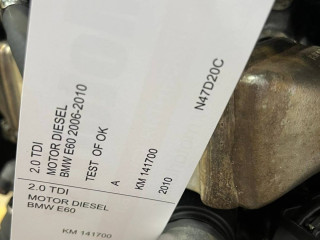 2.0 TDI
MOTOR DIESEL
BMW E60 2006-2010
TEST OF OK
A
KM 141700
2010
N47D20C
2.0 TDI
MOTOR DIESEL
BMW E60
KM 141700